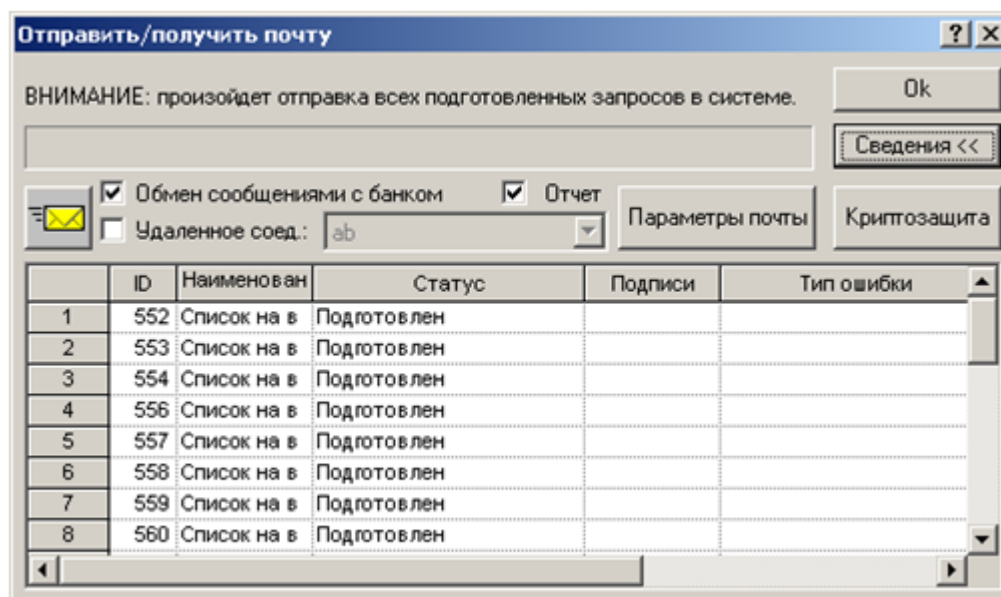 Отправить/получить почту
ВНИМАНИЕ: произойдет отправка всех подготовленных запросов в системе.
Ok
Сведения <<
Обмен сообщениями с банком Отчет
Удаленное соед.: ab
Параметры почты
Криптозащита
ID Наименован Статус Подписи Тип ошибки
1 552 Список на в Подготовлен
2 553 Список на в Подготовлен
3 554 Список на в Подготовлен
4 556 Список на в Подготовлен
5 557 Список на в Подготовлен
6 558 Список на в Подготовлен
7 559 Список на в Подготовлен
8 560 Список на в Подготовлен